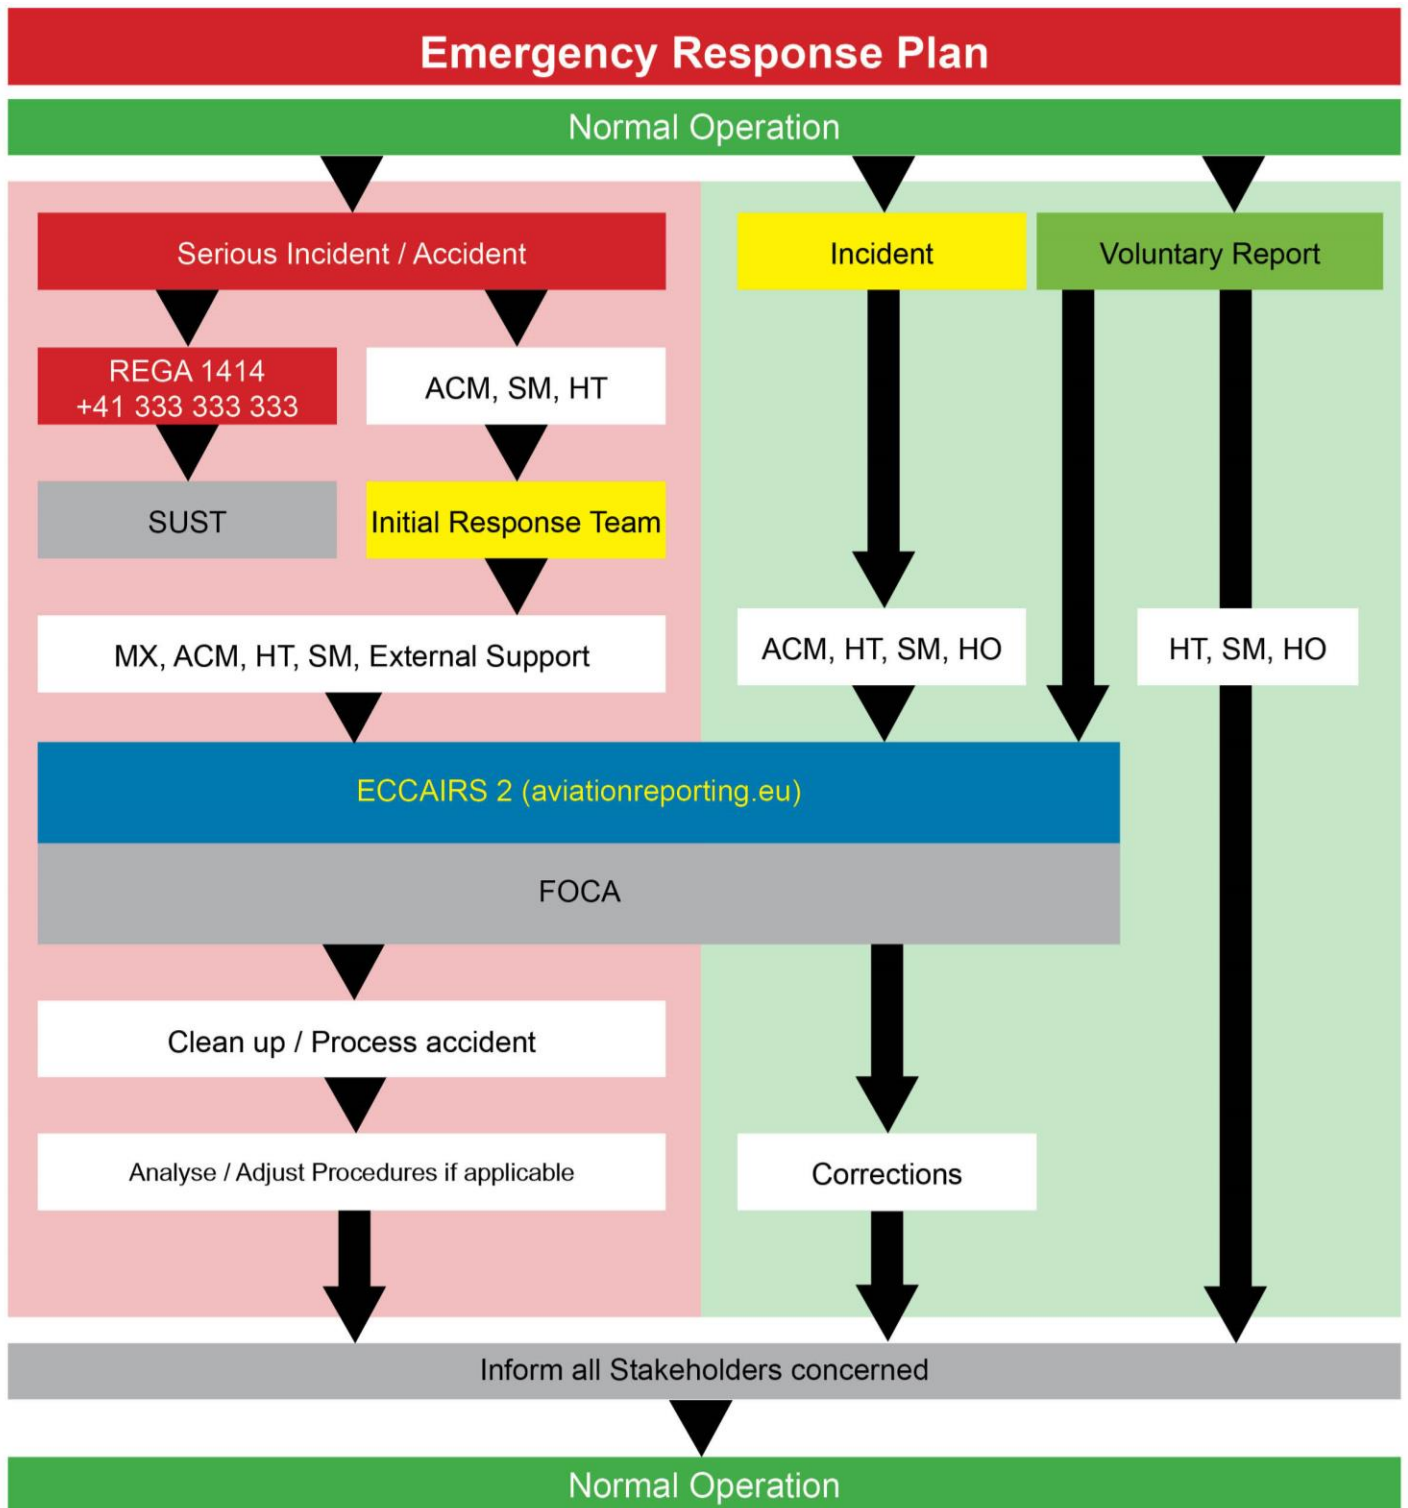 Emergency Response Plan
Normal Operation
Serious Incident / Accident
Incident
Voluntary Report
REGA 1414
+41 333 333 333
ACM, SM, HT
SUST
Initial Response Team
MX, ACM, HT, SM, External Support
ACM, HT, SM, HO
HT, SM, HO
ECCAIRS 2 (aviationreporting.eu)
FOCA
Clean up / Process accident
Analyse / Adjust Procedures if applicable
Corrections
Inform all Stakeholders concerned
Normal Operation